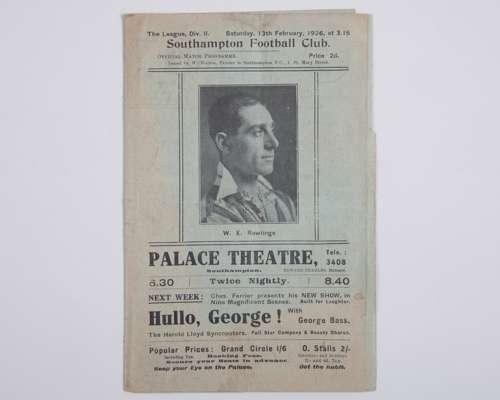 The League, Div. II. Saturday, 13th February, 1926, at 3.15
Southampton Football Club.
OFFICIAL MATCH PROGRAMME. Price 2d.
W. E. Rawlings
PALACE THEATRE, Tele. : 3408
Southampton.
6.30 Twice Nightly. 8.40
NEXT WEEK: Chas. Ferrier presents his NEW SHOW, in
Nine Magnificent Scenes. Built for Laughter.
Hullo, George! With George Bass.
The Harold Lloyd Syncopators. Full Star Company & Beauty Chorus.
Popular Prices: Grand Circle 1/6 O. Stalls 2/-
Including Tax Booking Free.
Secure your Seats in advance.
Keep your Eye on the Palace. Get the habit.